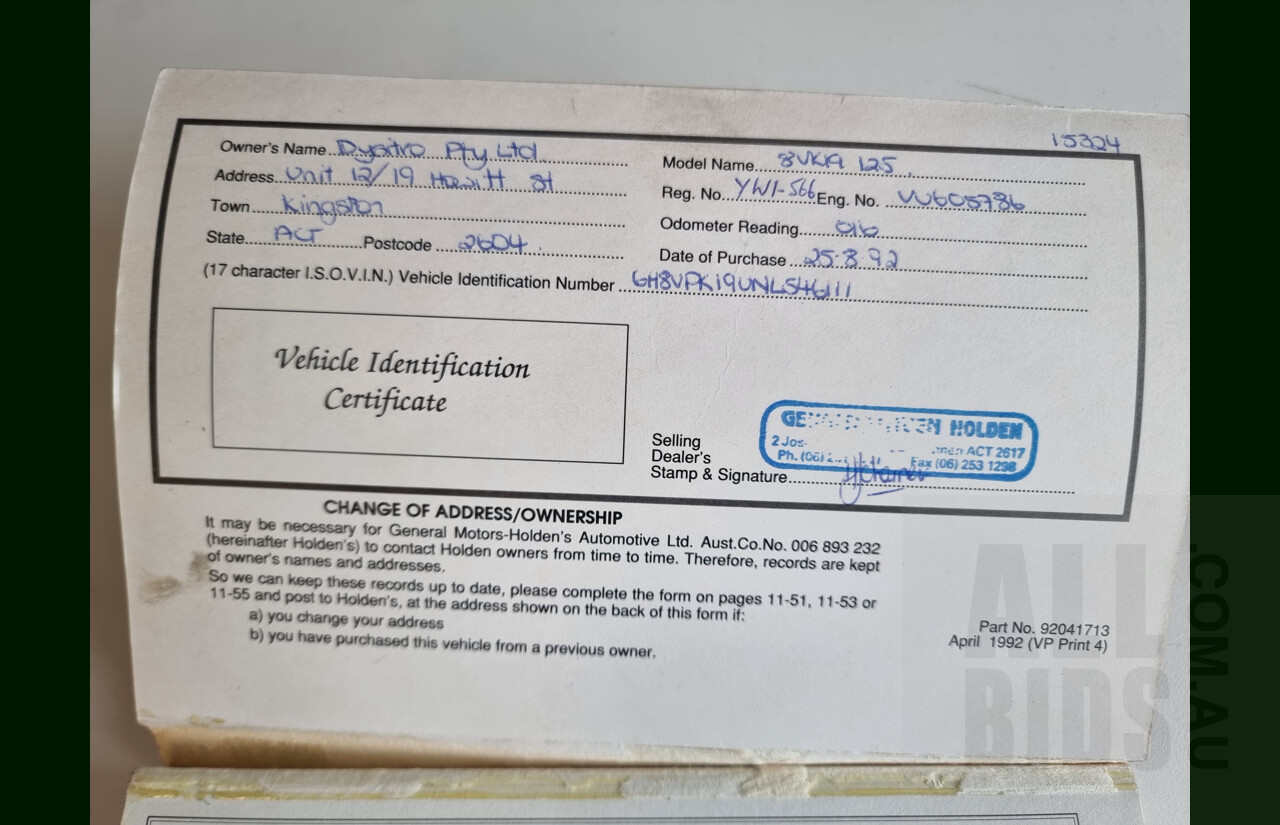 15324
Owner's Name Pty Ltd
Address Unit 12/19 St
Town Kingston
State ACT Postcode 2604
Model Name 8VK19 125
Reg. No. YWI-566 Eng. No. VU605786
Odometer Reading 016
Date of Purchase 25.8.92
(17 character I.S.O.V.I.N.) Vehicle Identification Number 6H8VPK19UNL546111
Vehicle Identification
Certificate
Selling
Dealer's
Stamp & Signature
HOLDEN
2 ACT 2617
Ph. (06) Fax (06) 253 1298
CHANGE OF ADDRESS/OWNERSHIP
It may be necessary for General Motors-Holden's Automotive Ltd. Aust.Co.No. 006 893 232
(hereinafter Holden's) to contact Holden owners from time to time. Therefore, records are kept
of owner's names and addresses.
So we can keep these records up to date, please complete the form on pages 11-51, 11-53 or
11-55 and post to Holden's, at the address shown on the back of this form if:
a) you change your address
b) you have purchased this vehicle from a previous owner.
Part No. 92041713
April 1992 (VP Print 4)
ALL
BIDS
.COM.AU